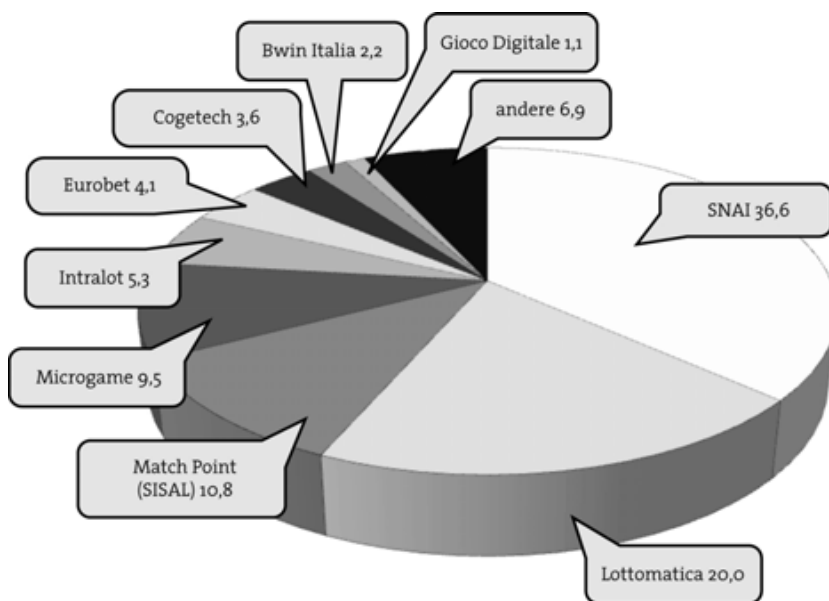 Gioco Digitale 1,1
Bwin Italia 2,2
andere 6,9
Cogetech 3,6
Eurobet 4,1
SNAI 36,6
Intralot 5,3
Microgame 9,5
Match Point
(SISAL) 10,8
Lottomatica 20,0